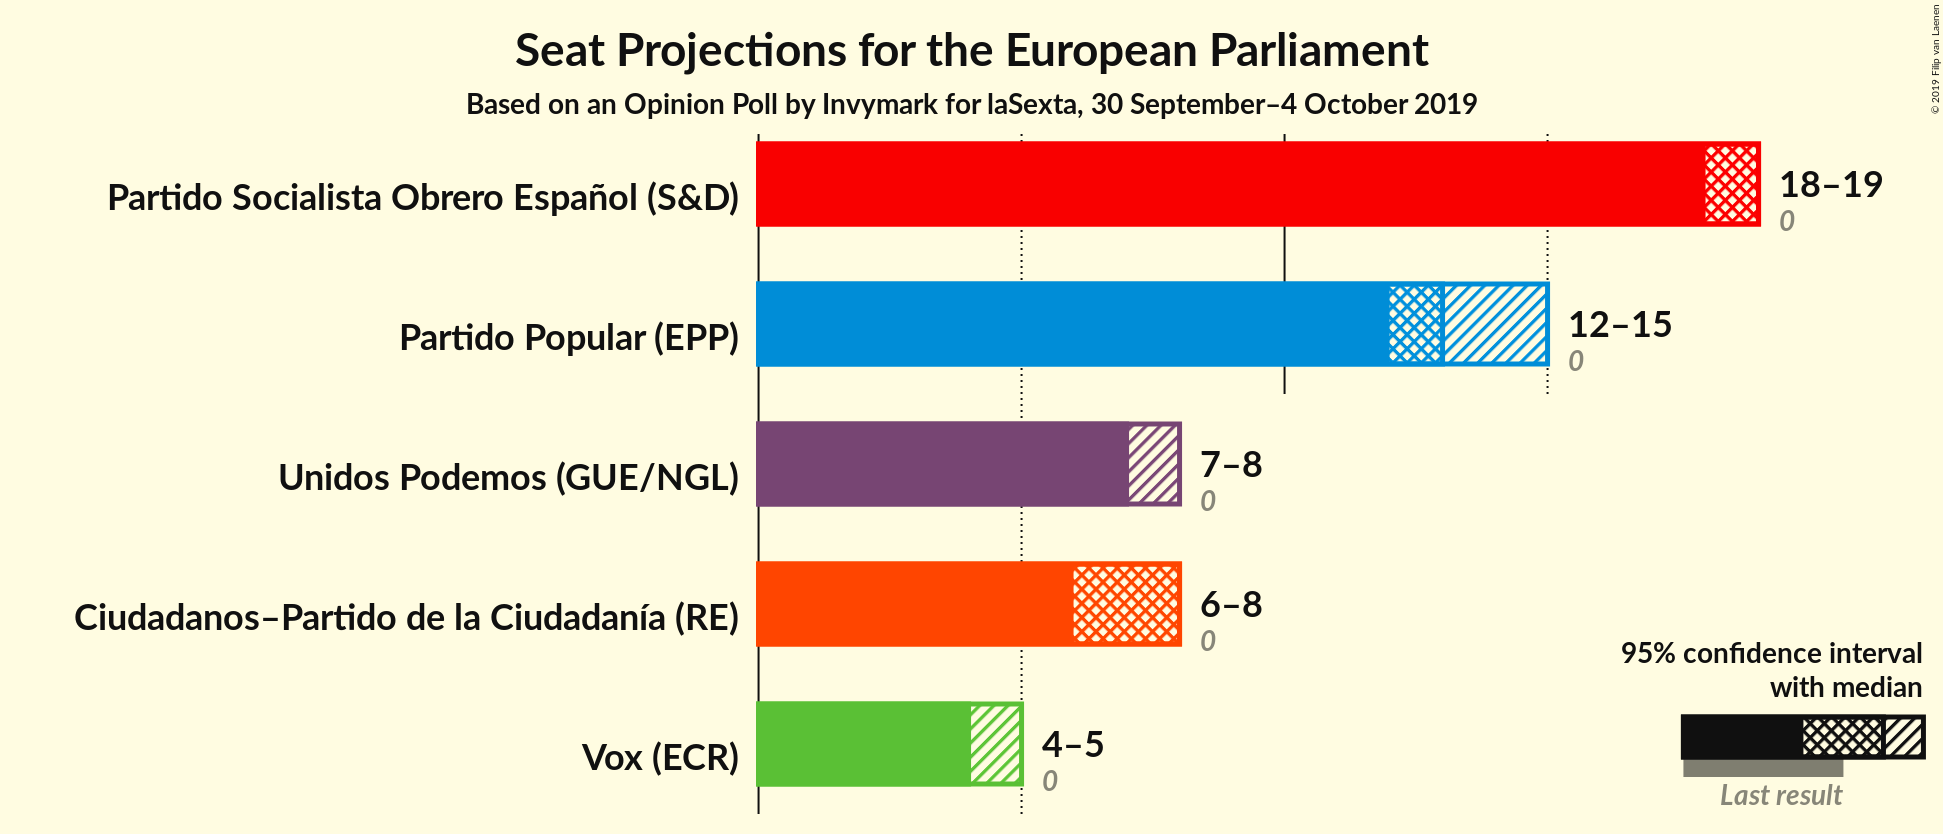 Seat Projections for the European Parliament
Based on an Opinion Poll by Invymark for laSexta, 30 September–4 October 2019
© 2019 Filip van Laenen
Partido Socialista Obrero Español (S&D)
18–19
0
Partido Popular (EPP)
12–15
0
Unidos Podemos (GUE/NGL)
7–8
0
Ciudadanos–Partido de la Ciudadanía (RE)
6–8
0
Vox (ECR)
4–5
0
95% confidence interval
with median
Last result